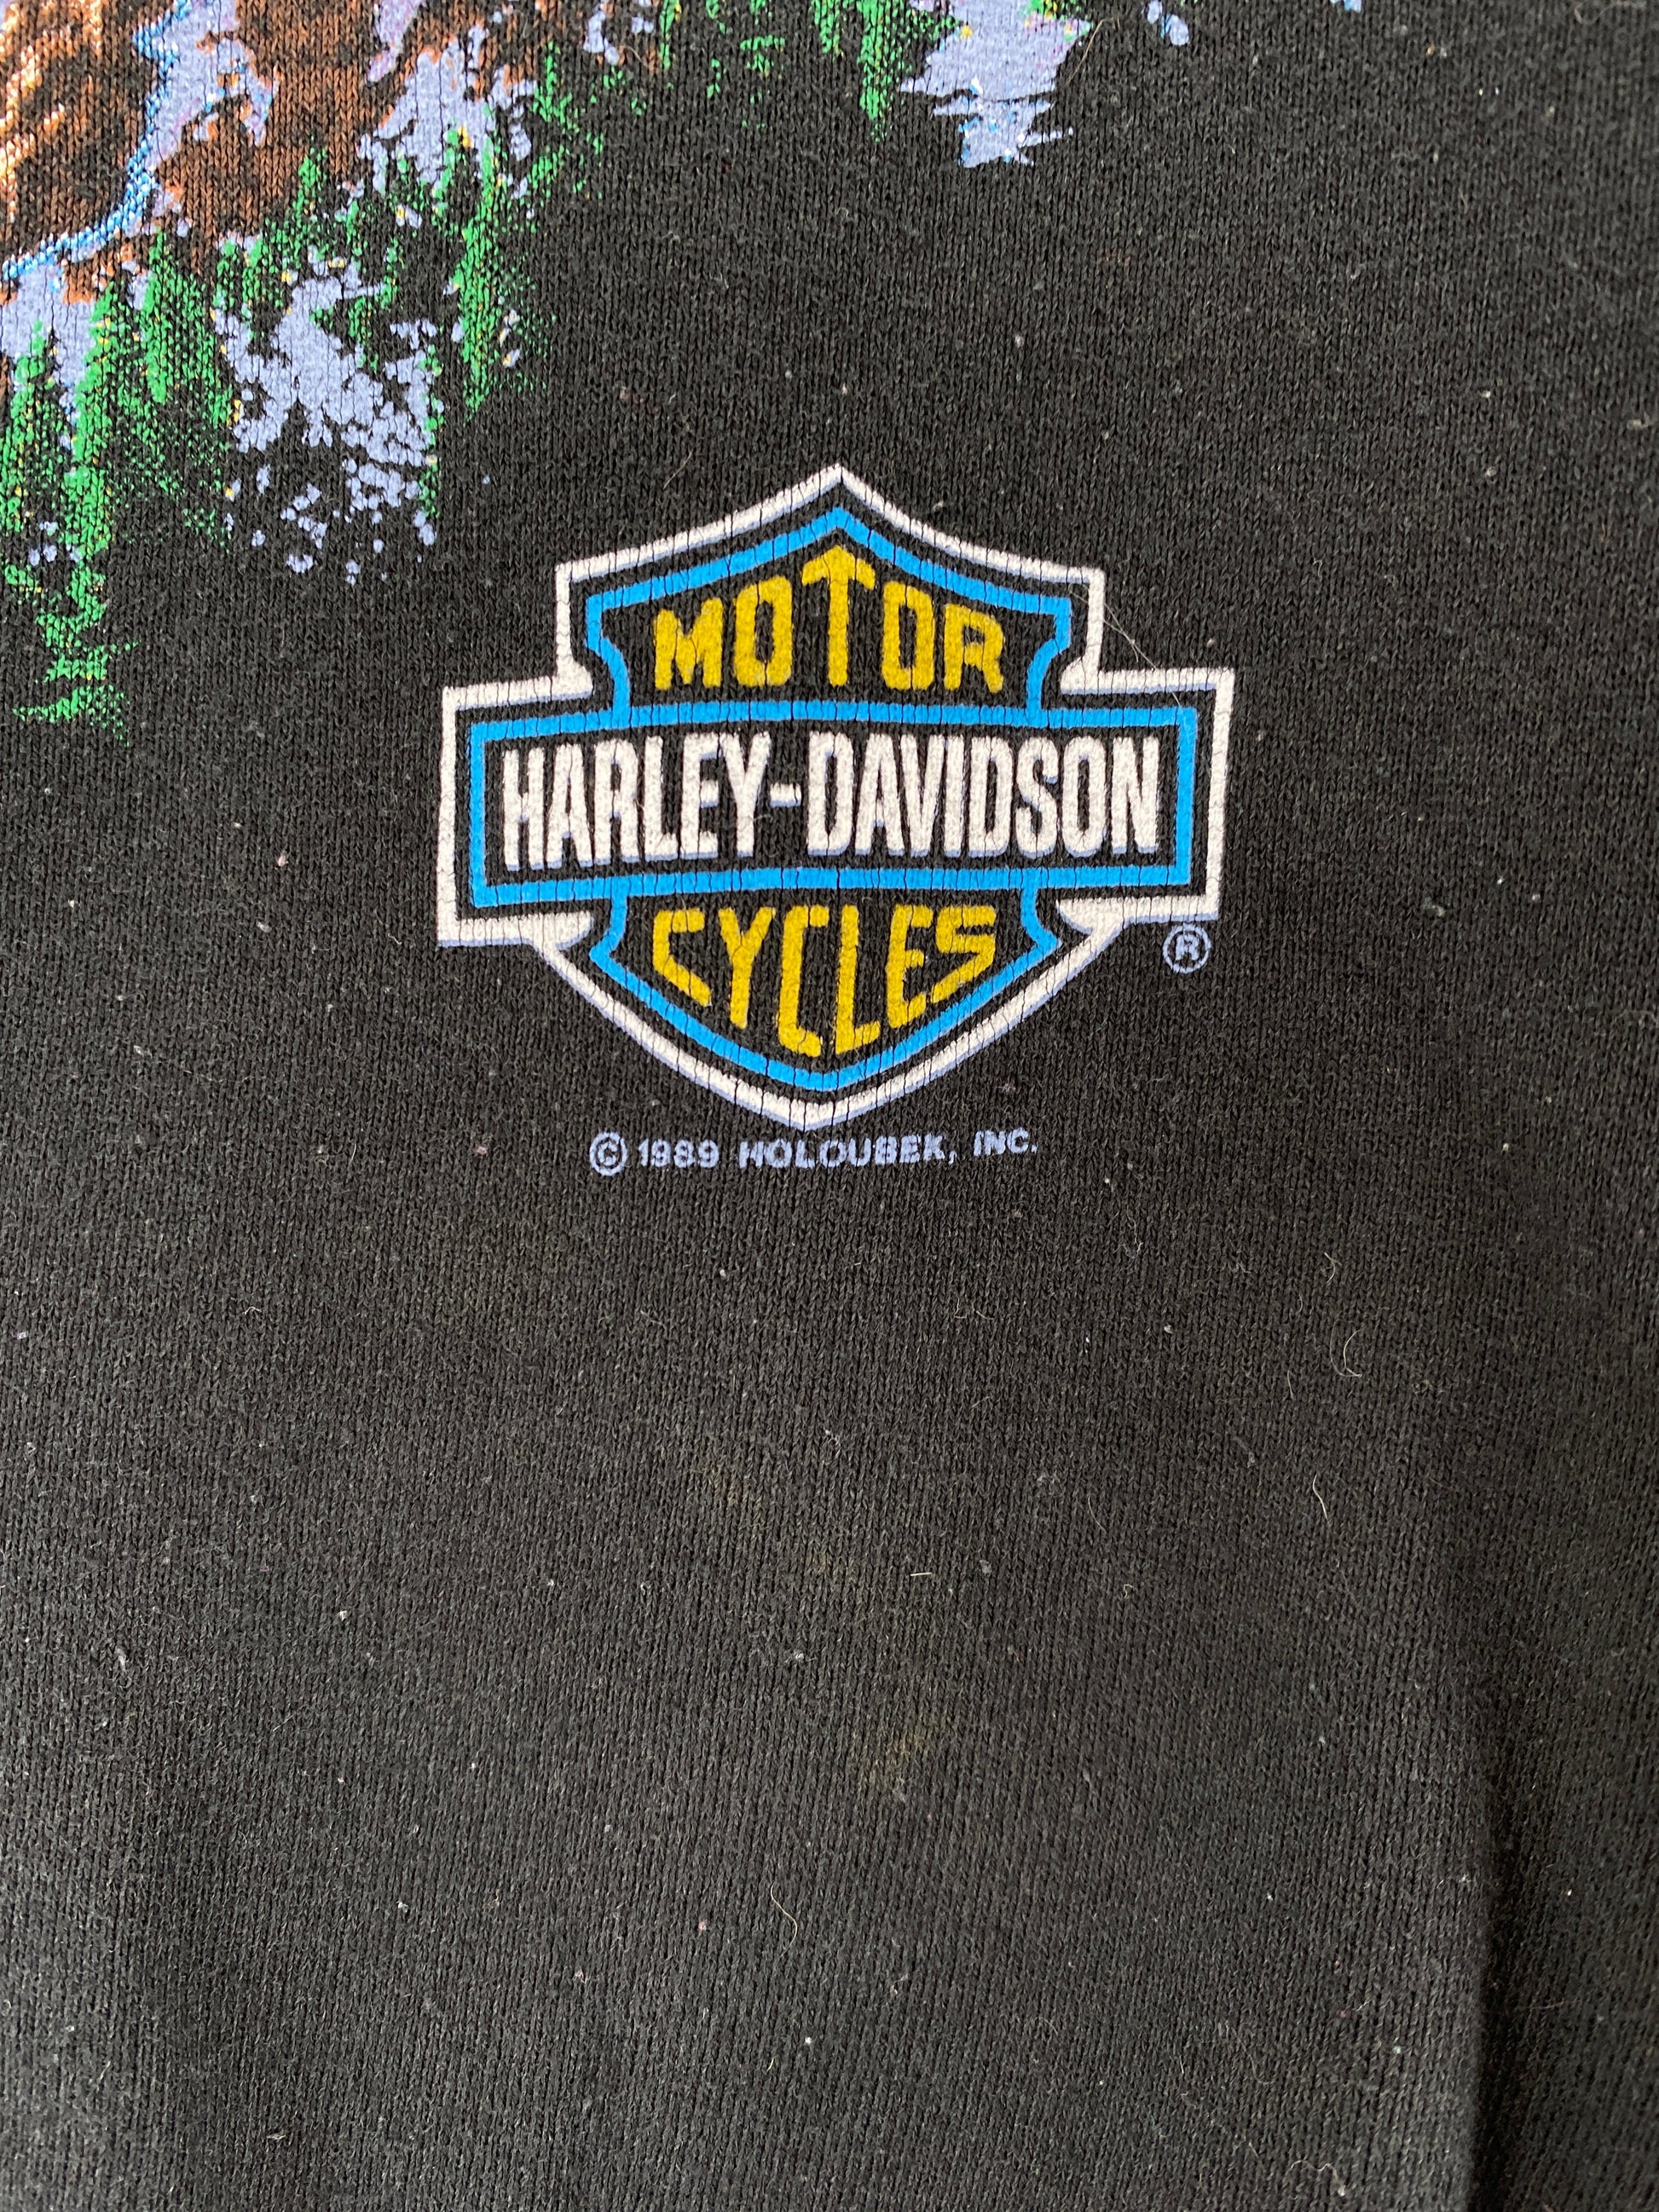 MOTOR
HARLEY-DAVIDSON
CYCLES
®
© 1989 HOLOUBEK, INC.